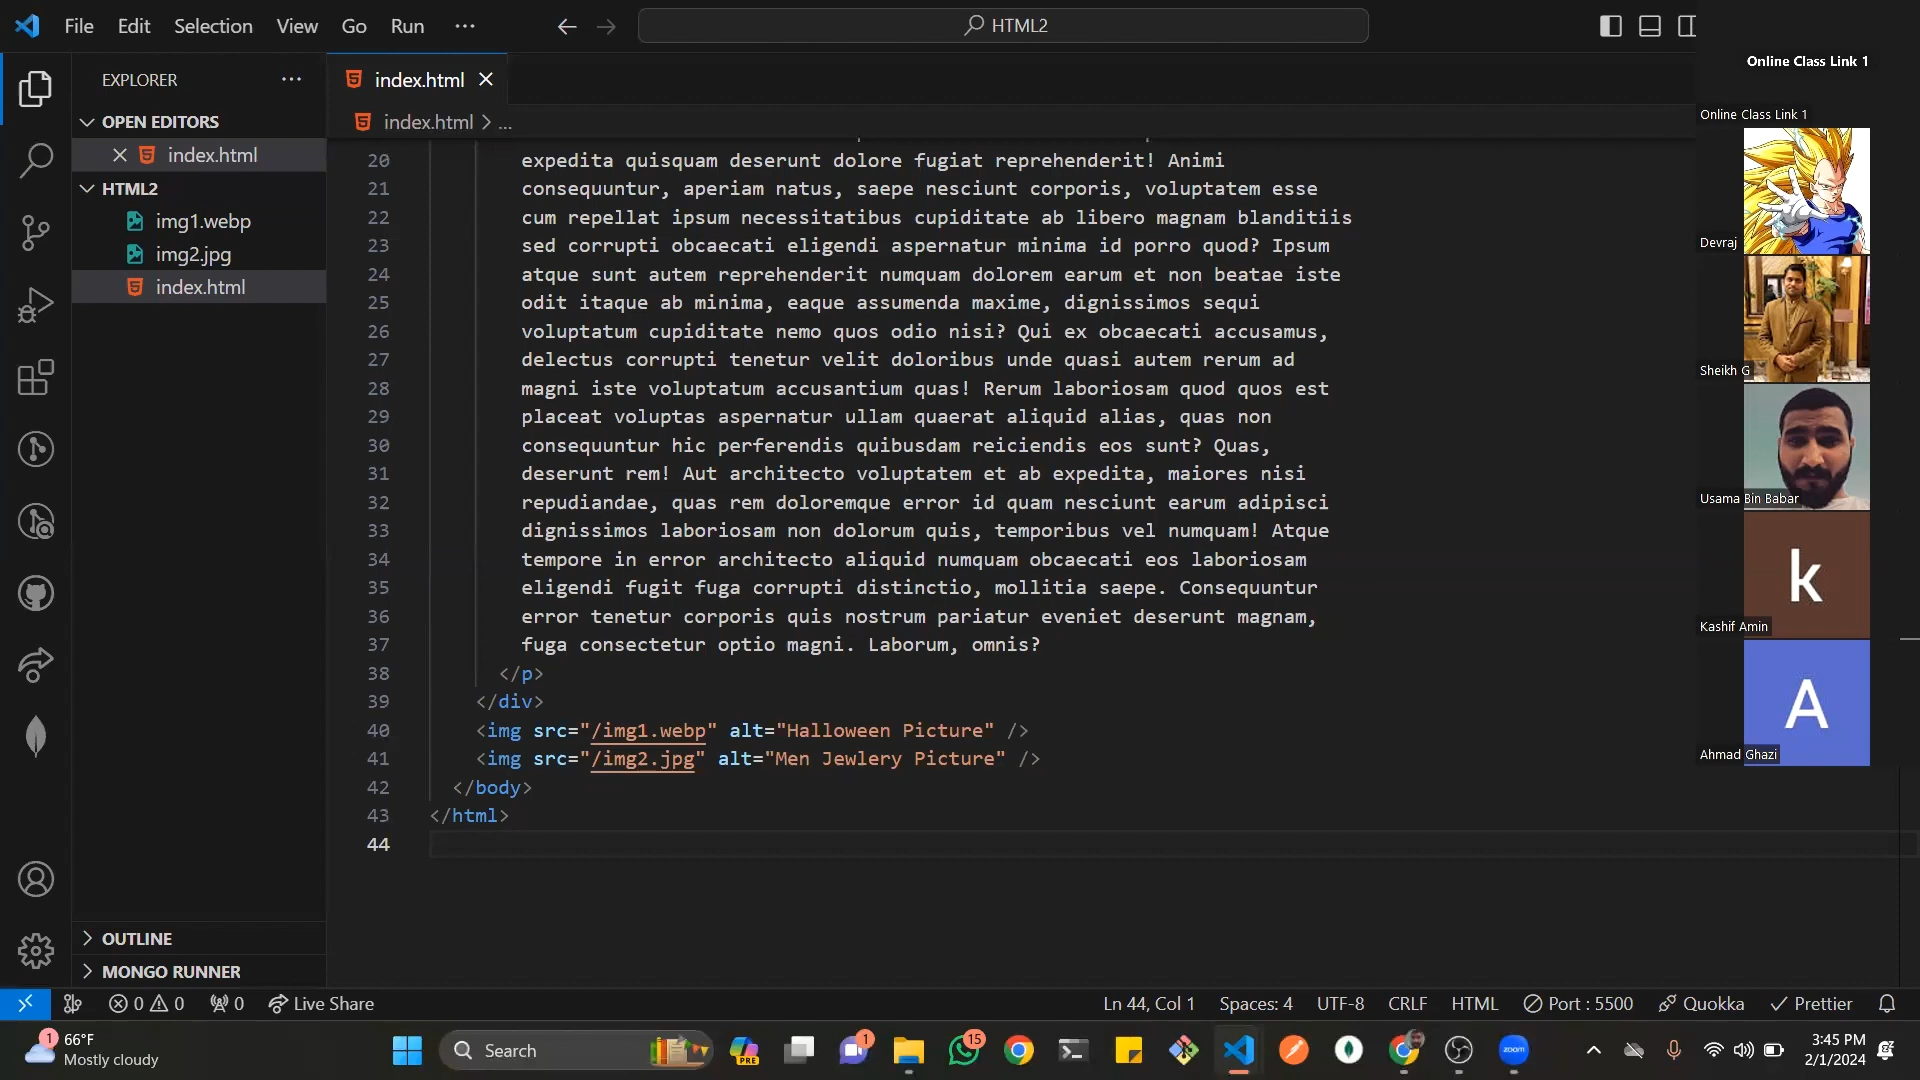 File Edit Selection View Go Run ···
HTML2
Online Class Link 1
EXPLORER ···
index.html
OPEN EDITORS
index.html > ...
index.html
HTML2
img1.webp
img2.jpg
index.html
20 expedita quisquam deserunt dolore fugiat reprehenderit! Animi
21 consequuntur, aperiam natus, saepe nesciunt corporis, voluptatem esse
22 cum repellat ipsum necessitatibus cupiditate ab libero magnam blanditiis
23 sed corrupti obcaecati eligendi aspernatur minima id porro quod? Ipsum
24 atque sunt autem reprehenderit numquam dolorem earum et non beatae iste
25 odit itaque ab minima, eaque assumenda maxime, dignissimos sequi
26 voluptatum cupiditate nemo quos odio nisi? Qui ex obcaecati accusamus,
27 delectus corrupti tenetur velit doloribus unde quasi autem rerum ad
28 magni iste voluptatum accusantium quas! Rerum laboriosam quod quos est
29 placeat voluptas aspernatur ullam quaerat aliquid alias, quas non
30 consequuntur hic perferendis quibusdam reiciendis eos sunt? Quas,
31 deserunt rem! Aut architecto voluptatem et ab expedita, maiores nisi
32 repudiandae, quas rem doloremque error id quam nesciunt earum adipisci
33 dignissimos laboriosam non dolorum quis, temporibus vel numquam! Atque
34 tempore in error architecto aliquid numquam obcaecati eos laboriosam
35 eligendi fugit fuga corrupti distinctio, mollitia saepe. Consequuntur
36 error tenetur corporis quis nostrum pariatur eveniet deserunt magnam,
37 fuga consectetur optio magni. Laborum, omnis?
38 </p>
39 </div>
40 <img src="/img1.webp" alt="Halloween Picture" />
41 <img src="/img2.jpg" alt="Men Jewlery Picture" />
42 </body>
43 </html>
44
Online Class Link 1
Devraj
Sheikh G
Usama Bin Babar
k
Kashif Amin
A
Ahmad Ghazi
OUTLINE
MONGO RUNNER
0 0 0 Live Share Ln 44, Col 1 Spaces: 4 UTF-8 CRLF HTML Port : 5500 Quokka Prettier
1 66°F
Mostly cloudy
Search
PRE
1
15
zoom
3:45 PM
2/1/2024